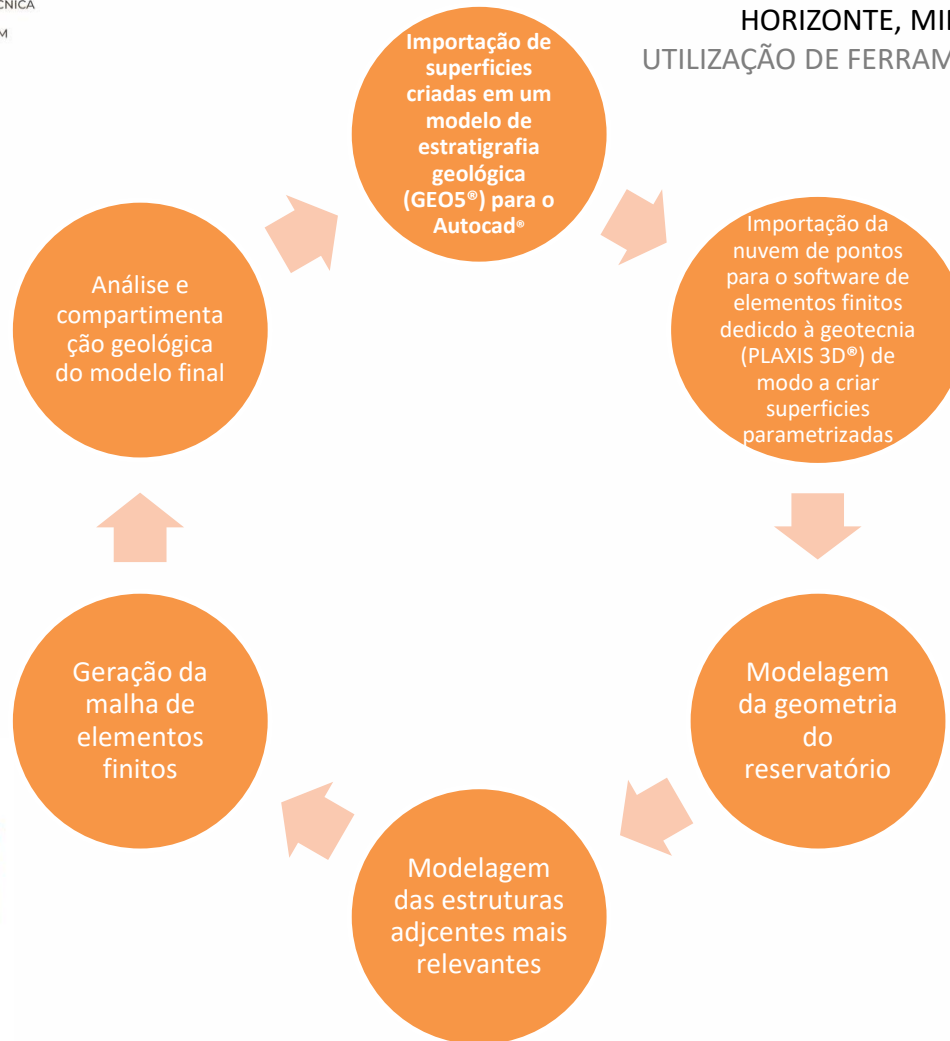 CNICA
M
HORIZONTE, MI
UTILIZAÇÃO DE FERRAM
Importação de
superficies
criadas em um
modelo de
estratigrafia
geológica
(GEO5®) para o
Autocad®
Importação da
nuvem de pontos
para o software de
elementos finitos
dedicdo à geotecnia
(PLAXIS 3D®) de
modo a criar
superficies
parametrizadas
Modelagem
da geometria
do
reservatório
Modelagem
das estruturas
adjcentes mais
relevantes
Geração da
malha de
elementos
finitos
Análise e
compartimenta
ção geológica
do modelo final